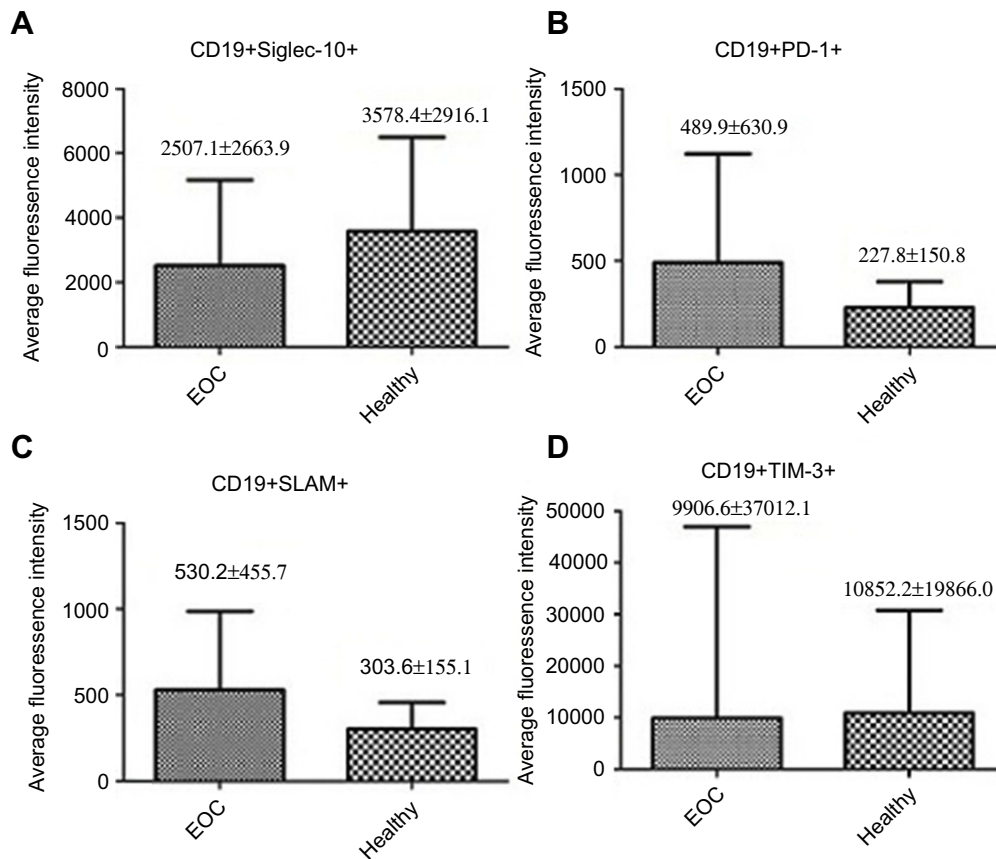 A
CD19+Siglec-10+
Average fluoressence intensity
8000
6000
4000
2000
0
2507.1±2663.9
3578.4±2916.1
EOC
Healthy
B
CD19+PD-1+
Average fluoressence intensity
1500
1000
500
0
489.9±630.9
227.8±150.8
EOC
Healthy
C
CD19+SLAM+
Average fluoressence intensity
1500
1000
500
0
530.2±455.7
303.6±155.1
EOC
Healthy
D
CD19+TIM-3+
Average fluoressence intensity
50000
40000
30000
20000
10000
0
9906.6±37012.1
10852.2±19866.0
EOC
Healthy